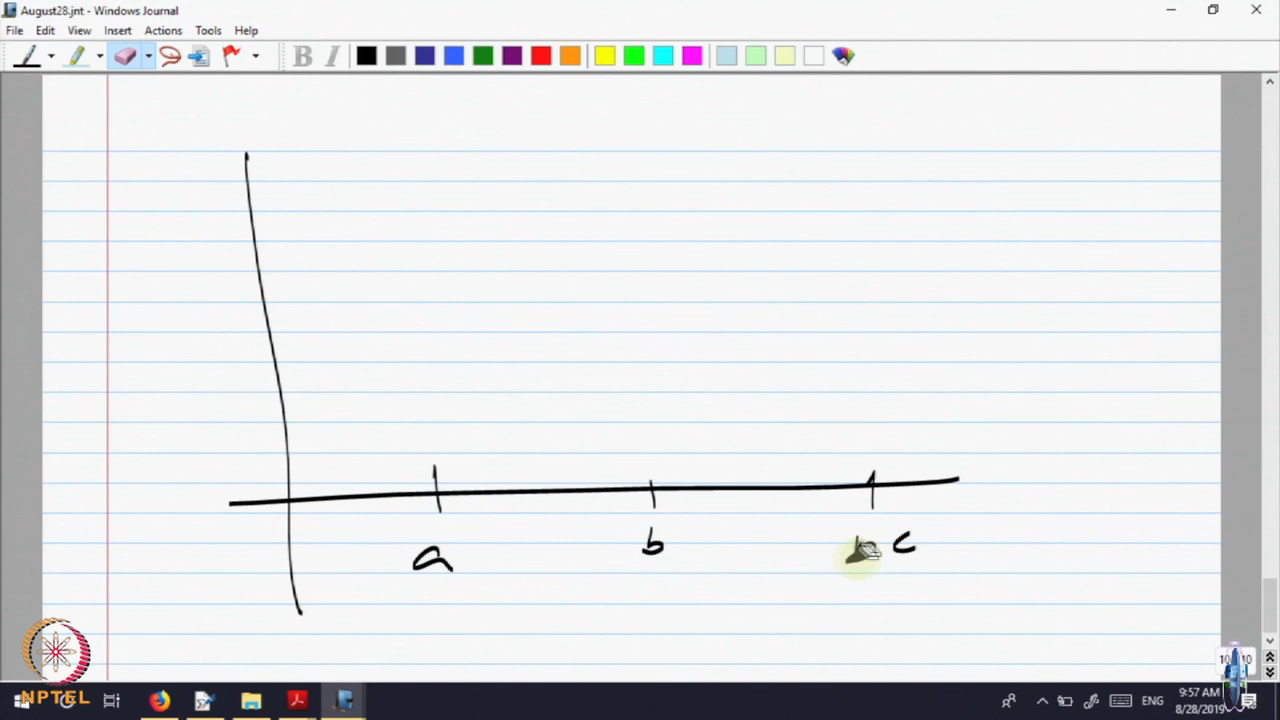 August28.jnt - Windows Journal
File Edit View Insert Actions Tools Help
B I
a b c
NPTEL
ENG
9:57 AM
8/28/2019